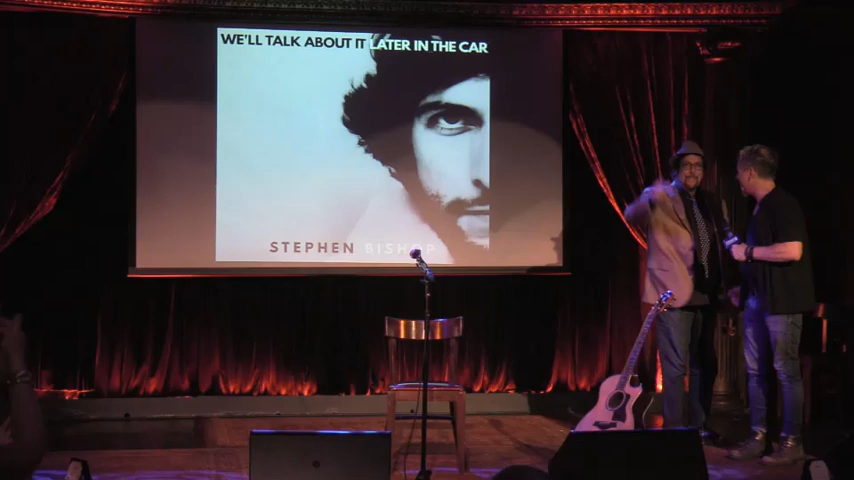 WE'LL TALK ABOUT IT LATER IN THE CAR
STEPHEN BISHOP